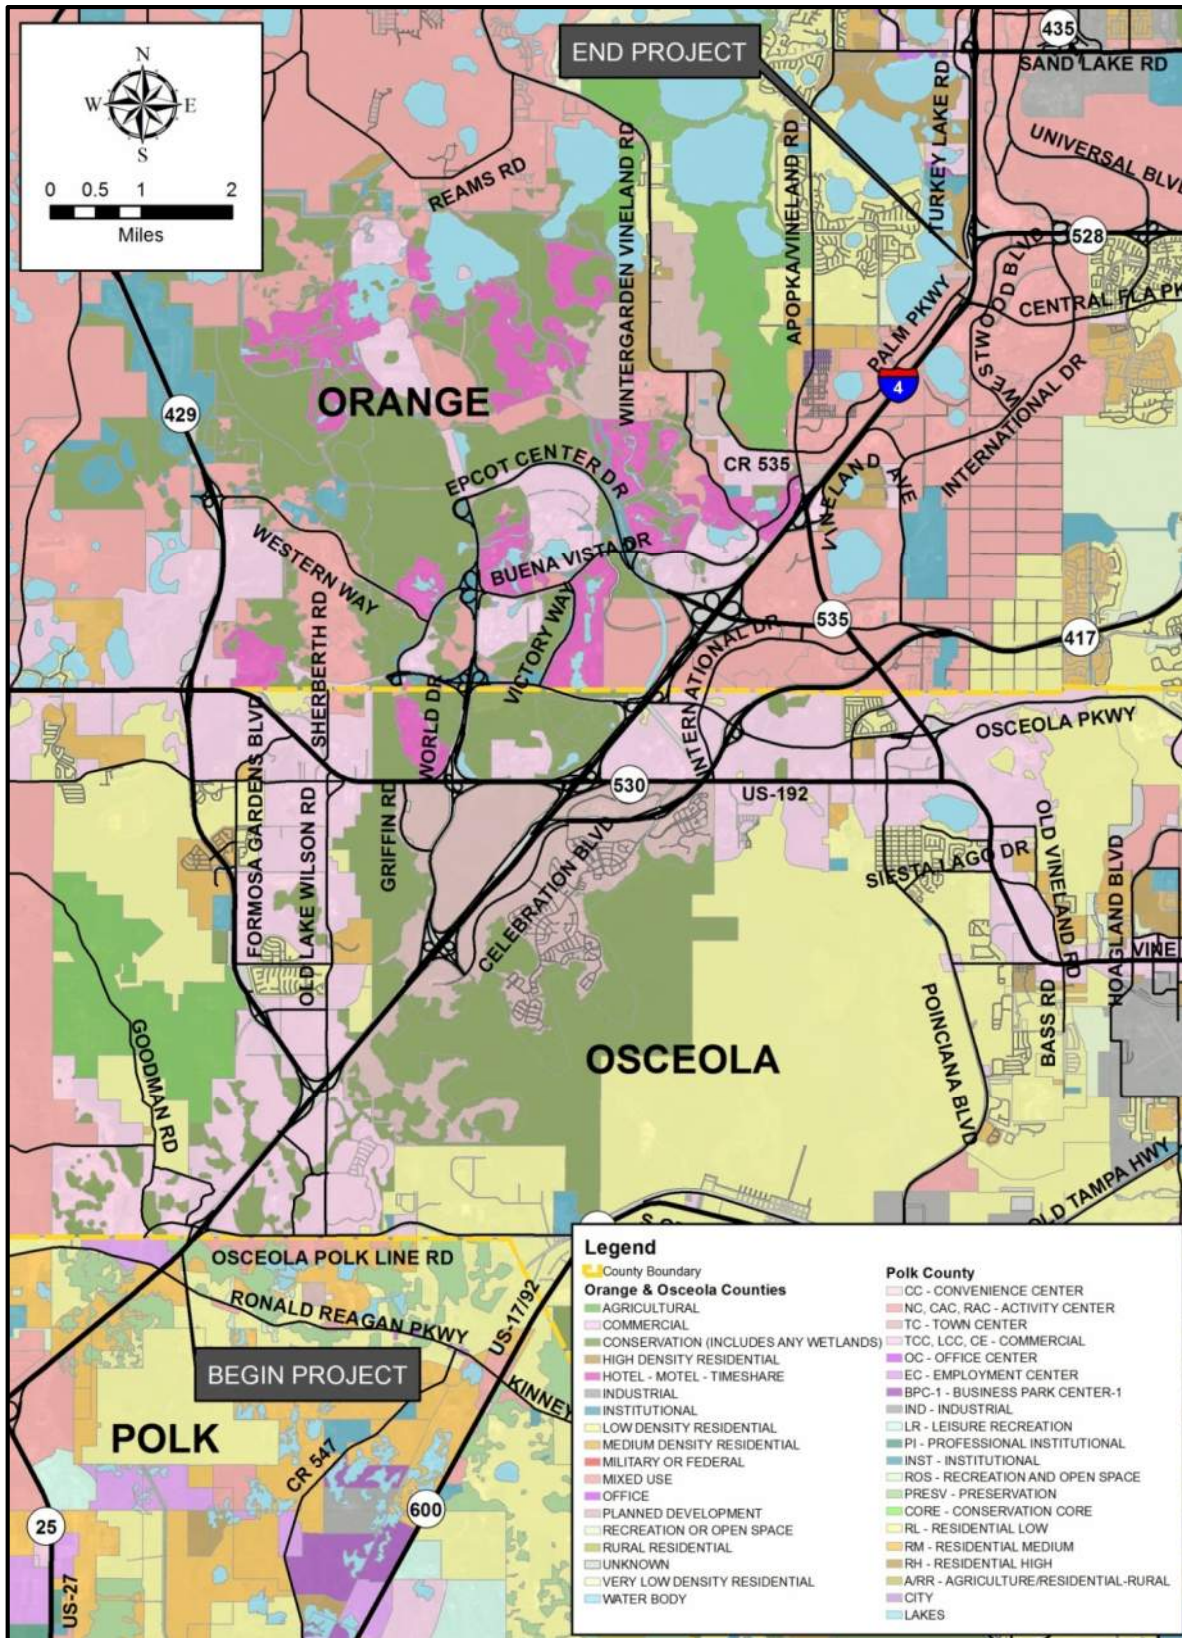 END PROJECT
435
SAND LAKE RD
N
W E
S
0 0.5 1 2
Miles
REAMS RD
WINTERGARDEN VINELAND RD
APOPKA/VINELAND RD
TURKEY LAKE RD
UNIVERSAL BLVD
528
WESTWOOD BLVD
CENTRAL FLA PK
PALM PKWY
4
INTERNATIONAL DR
ORANGE
429
EPCOT CENTER DR
CR 535
VINELAND AVE
WESTERN WAY
BUENA VISTA DR
VICTORY WAY
SHERBERTH RD
535
417
INTERNATIONAL DR
WORLD DR
FORMOSA GARDENS BLVD
OSCEOLA PKWY
530
US-192
OLD LAKE WILSON RD
GRIFFIN RD
CELEBRATION BLVD
SIESTA LAGO DR
OLD VINELAND RD
HOAGLAND BLVD
VINE
BASS RD
POINCIANA BLVD
GOODMAN RD
OSCEOLA
OLD TAMPA HWY
OSCEOLA POLK LINE RD
RONALD REAGAN PKWY
US-17/92
BEGIN PROJECT
KINNEY
POLK
CR 547
25
600
US-27
Legend
County Boundary
Orange & Osceola Counties
AGRICULTURAL
COMMERCIAL
CONSERVATION (INCLUDES ANY WETLANDS)
HIGH DENSITY RESIDENTIAL
HOTEL - MOTEL - TIMESHARE
INDUSTRIAL
INSTITUTIONAL
LOW DENSITY RESIDENTIAL
MEDIUM DENSITY RESIDENTIAL
MILITARY OR FEDERAL
MIXED USE
OFFICE
PLANNED DEVELOPMENT
RECREATION OR OPEN SPACE
RURAL RESIDENTIAL
UNKNOWN
VERY LOW DENSITY RESIDENTIAL
WATER BODY
Polk County
CC - CONVENIENCE CENTER
NC, CAC, RAC - ACTIVITY CENTER
TC - TOWN CENTER
TCC, LCC, CE - COMMERCIAL
OC - OFFICE CENTER
EC - EMPLOYMENT CENTER
BPC-1 - BUSINESS PARK CENTER-1
IND - INDUSTRIAL
LR - LEISURE RECREATION
PI - PROFESSIONAL INSTITUTIONAL
INST - INSTITUTIONAL
ROS - RECREATION AND OPEN SPACE
PRESV - PRESERVATION
CORE - CONSERVATION CORE
RL - RESIDENTIAL LOW
RM - RESIDENTIAL MEDIUM
RH - RESIDENTIAL HIGH
A/RR - AGRICULTURE/RESIDENTIAL-RURAL
CITY
LAKES